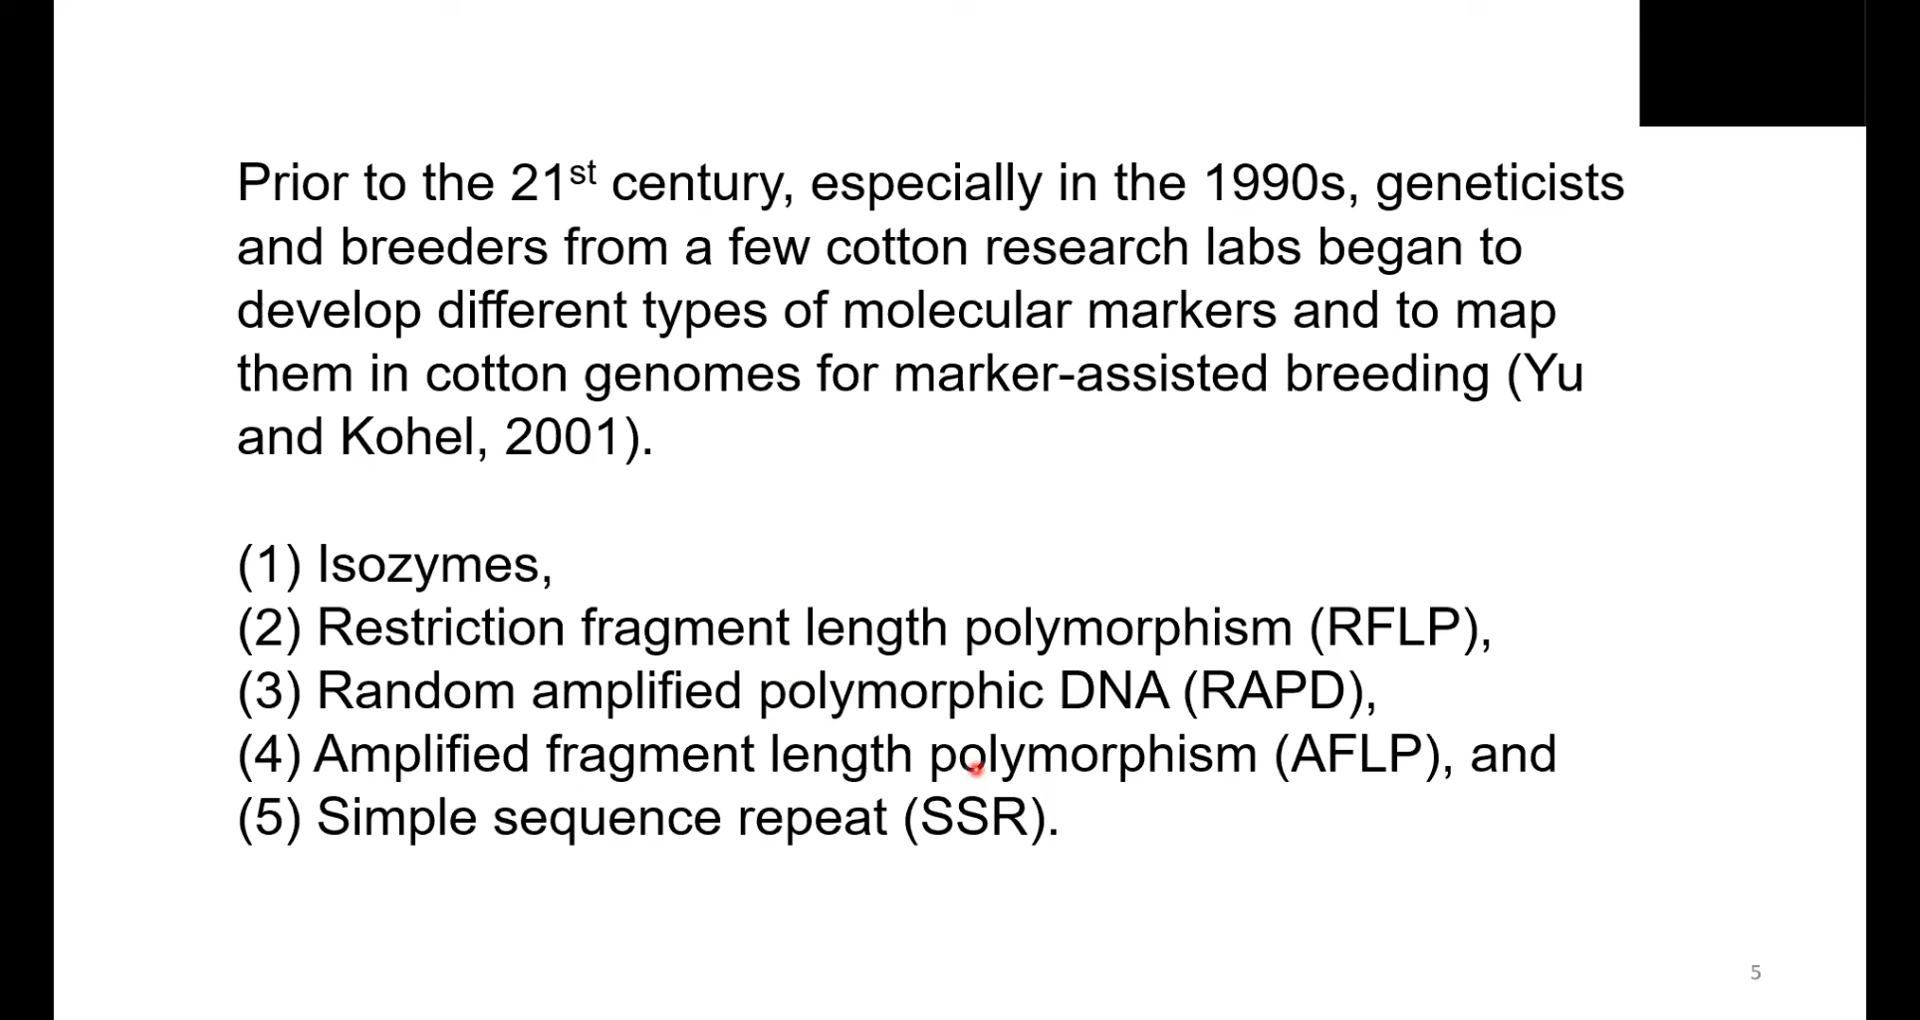 Prior to the 21st century, especially in the 1990s, geneticists
and breeders from a few cotton research labs began to
develop different types of molecular markers and to map
them in cotton genomes for marker-assisted breeding (Yu
and Kohel, 2001).
(1) Isozymes,
(2) Restriction fragment length polymorphism (RFLP),
(3) Random amplified polymorphic DNA (RAPD),
(4) Amplified fragment length polymorphism (AFLP), and
(5) Simple sequence repeat (SSR).
5